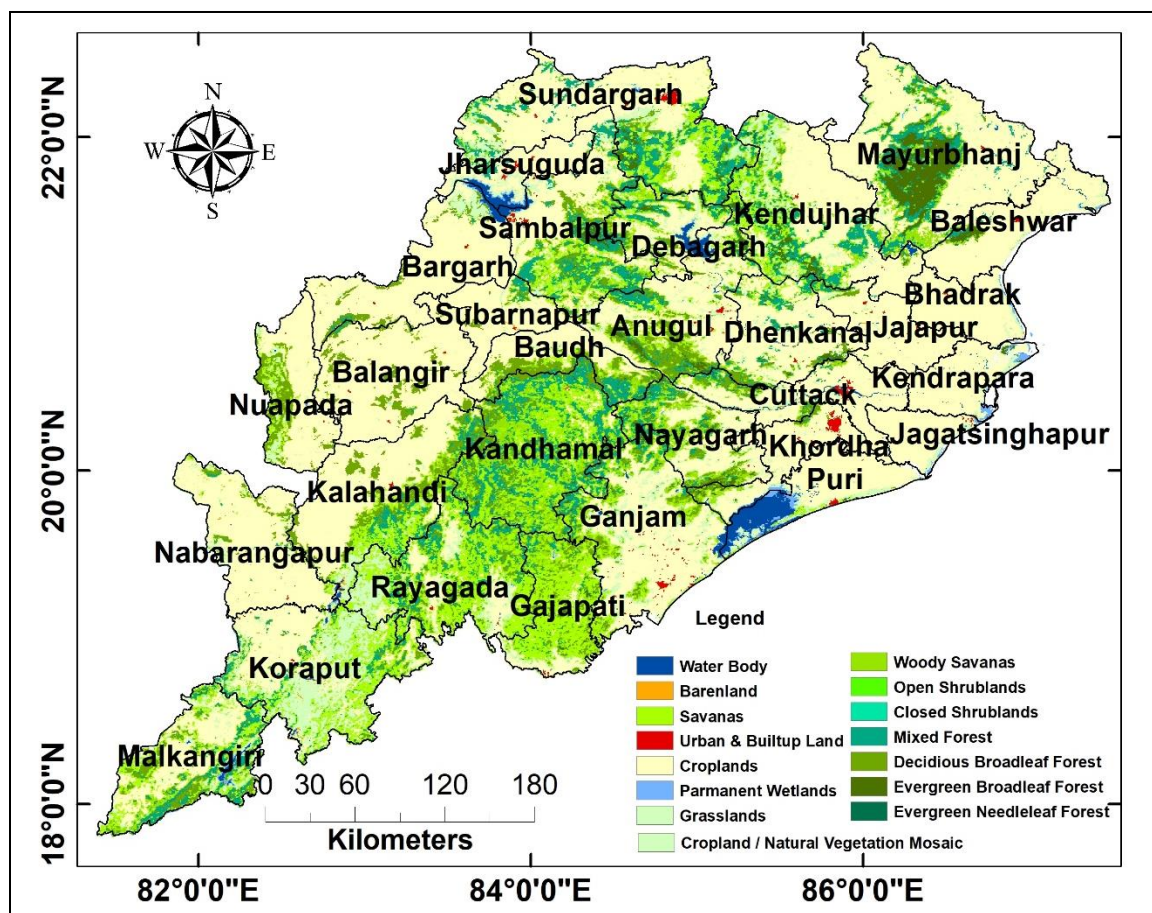 22°0'0"N
20°0'0"N
18°0'0"N
N
W E
S
Sundargarh
Jharsuguda
Mayurbhanj
Sambalpur
Kendujhar
Baleshwar
Debagarh
Bargarh
Bhadrak
Subarnapur
Anugul
Dhenkanal
Jajapur
Baudh
Balangir
Kendrapara
Cuttack
Nuapada
Kandhamal
Nayagarh
Khordha
Jagatsinghapur
Puri
Kalahandi
Ganjam
Nabarangapur
Rayagada
Gajapati
Koraput
Malkangiri
0 30 60 120 180
Kilometers
Legend
Water Body
Barenland
Savanas
Urban & Builtup Land
Croplands
Parmanent Wetlands
Grasslands
Cropland / Natural Vegetation Mosaic
Woody Savanas
Open Shrublands
Closed Shrublands
Mixed Forest
Decidious Broadleaf Forest
Evergreen Broadleaf Forest
Evergreen Needleleaf Forest
82°0'0"E 84°0'0"E 86°0'0"E